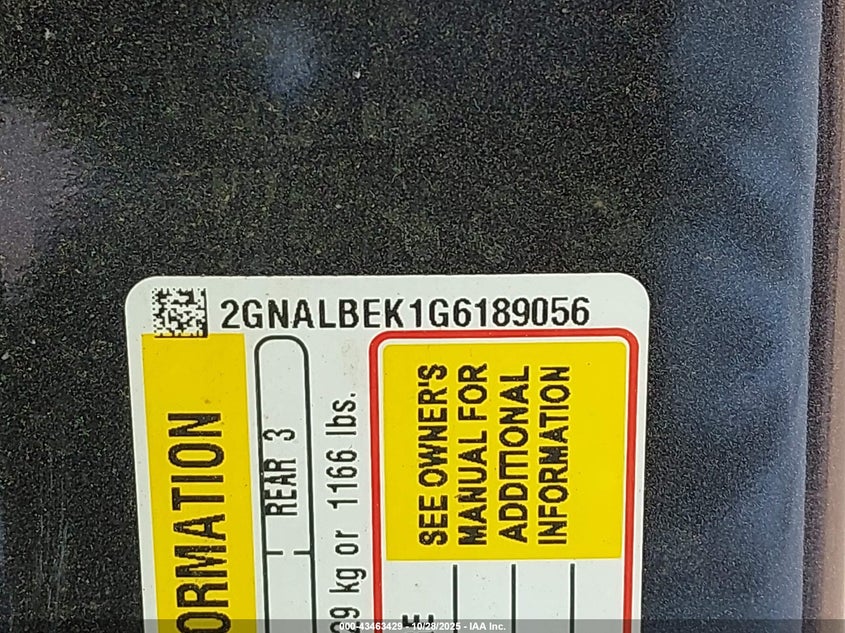 2GNALBEK1G6189056
ORMATION
REAR 3
09 kg or 1166 lbs.
SEE OWNER'S
MANUAL FOR
ADDITIONAL
INFORMATION
000-43463429 - 10/28/2025 - IAA Inc.